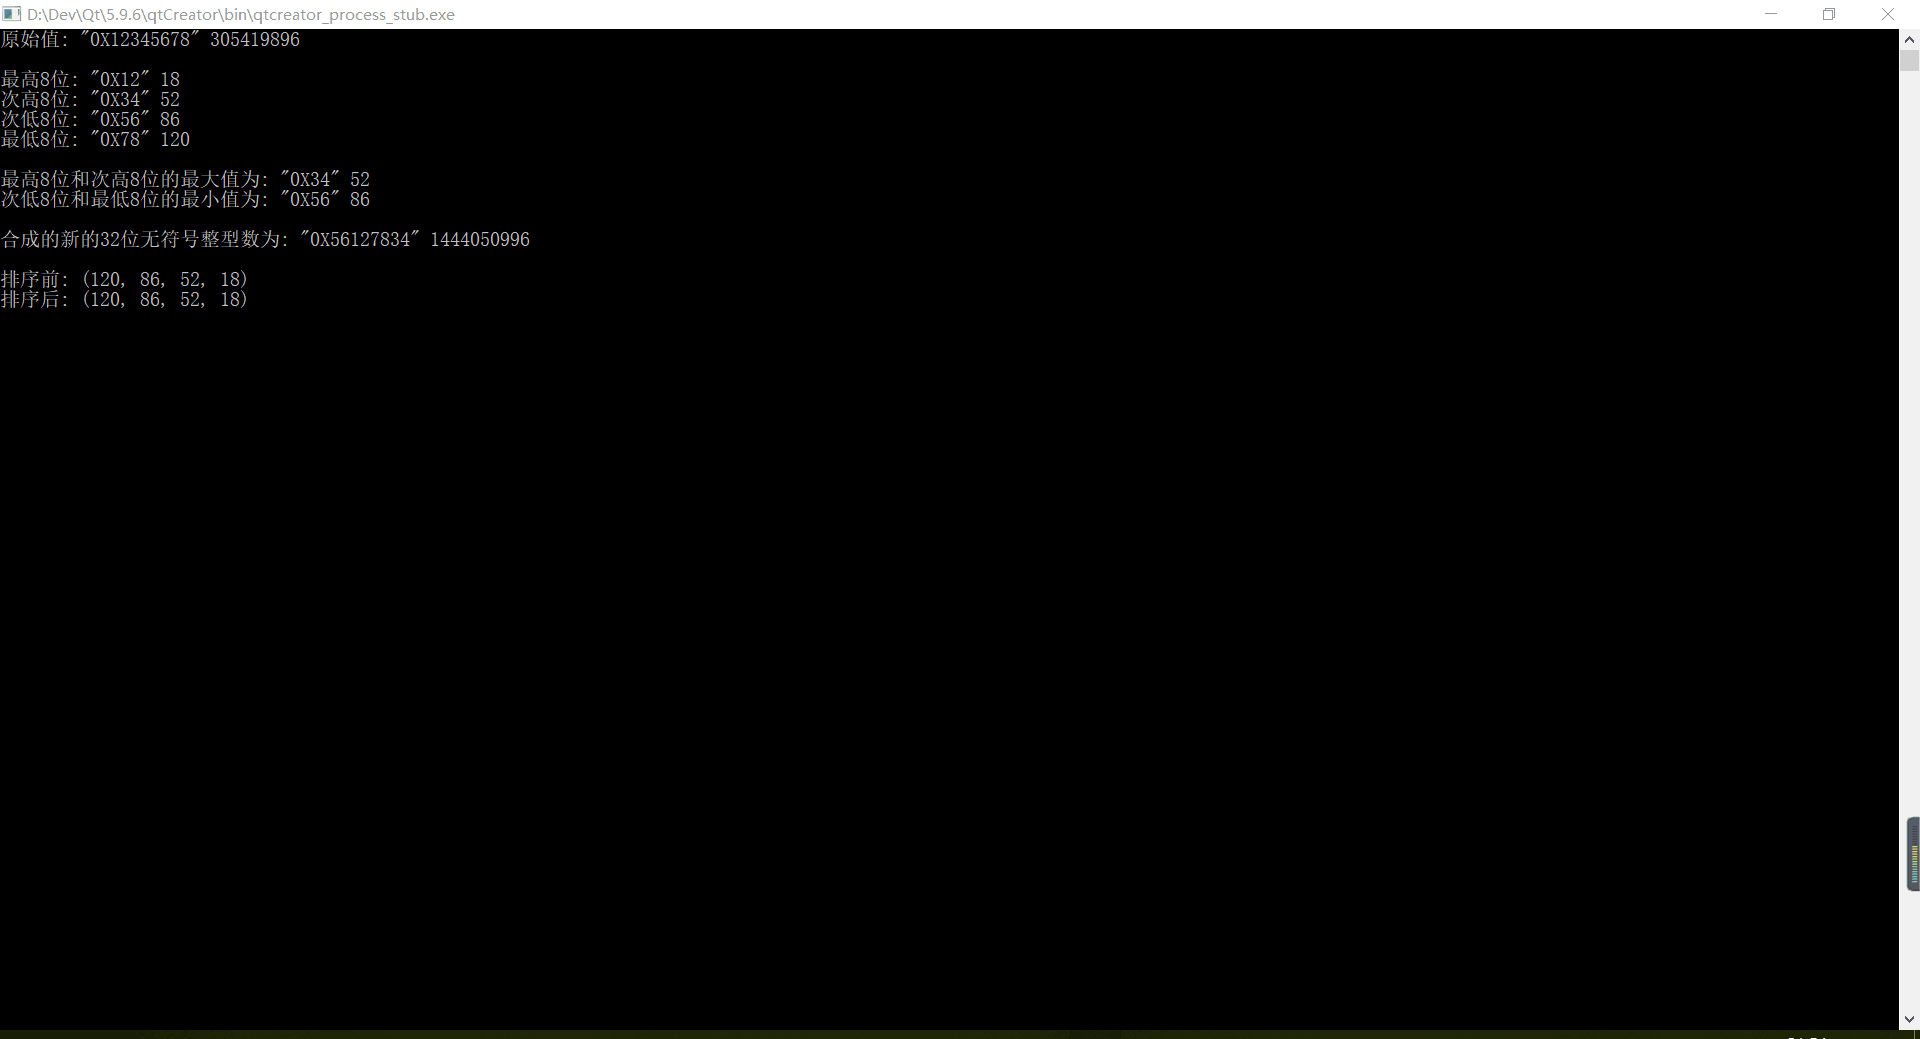 D:\Dev\Qt\5.9.6\qtCreator\bin\qtcreator_process_stub.exe
原始值: "0X12345678" 305419896
最高8位: "0X12" 18
次高8位: "0X34" 52
次低8位: "0X56" 86
最低8位: "0X78" 120
最高8位和次高8位的最大值为: "0X34" 52
次低8位和最低8位的最小值为: "0X56" 86
合成的新的32位无符号整型数为: "0X56127834" 1444050996
排序前: (120, 86, 52, 18)
排序后: (120, 86, 52, 18)